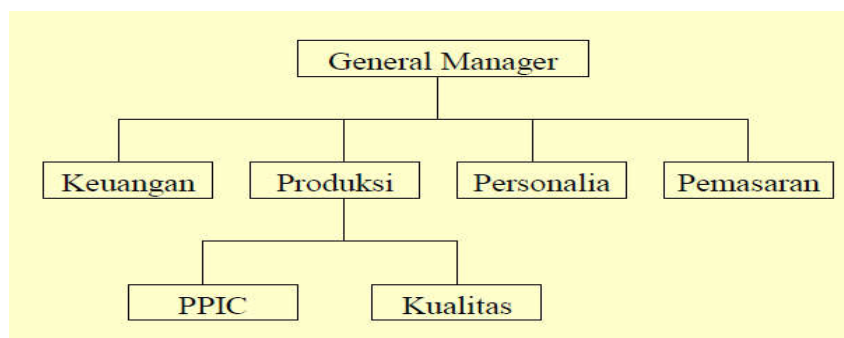 General Manager
Keuangan Produksi Personalia Pemasaran
PPIC Kualitas